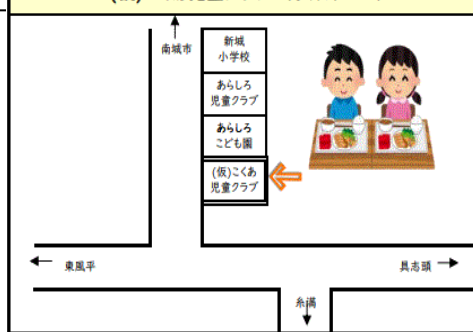 南城市
新城
小学校
あらしろ
児童クラブ
あらしろ
こども園
(仮)こくあ
児童クラブ
東風平
具志頭
糸満